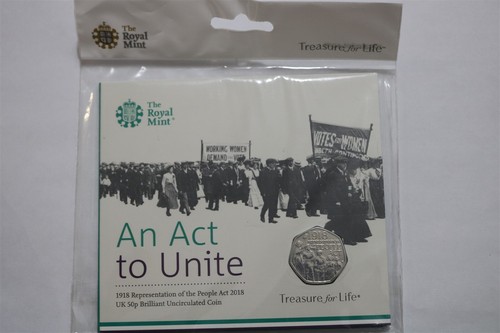 The
Royal
Mint
Treasure for Life®
The
Royal
Mint®
WORKING WOMEN
DEMAND THE VOTE
VOTES FOR WOMEN
An Act
to Unite
1918
1918 Representation of the People Act 2018
UK 50p Brilliant Uncirculated Coin
Treasure for Life®